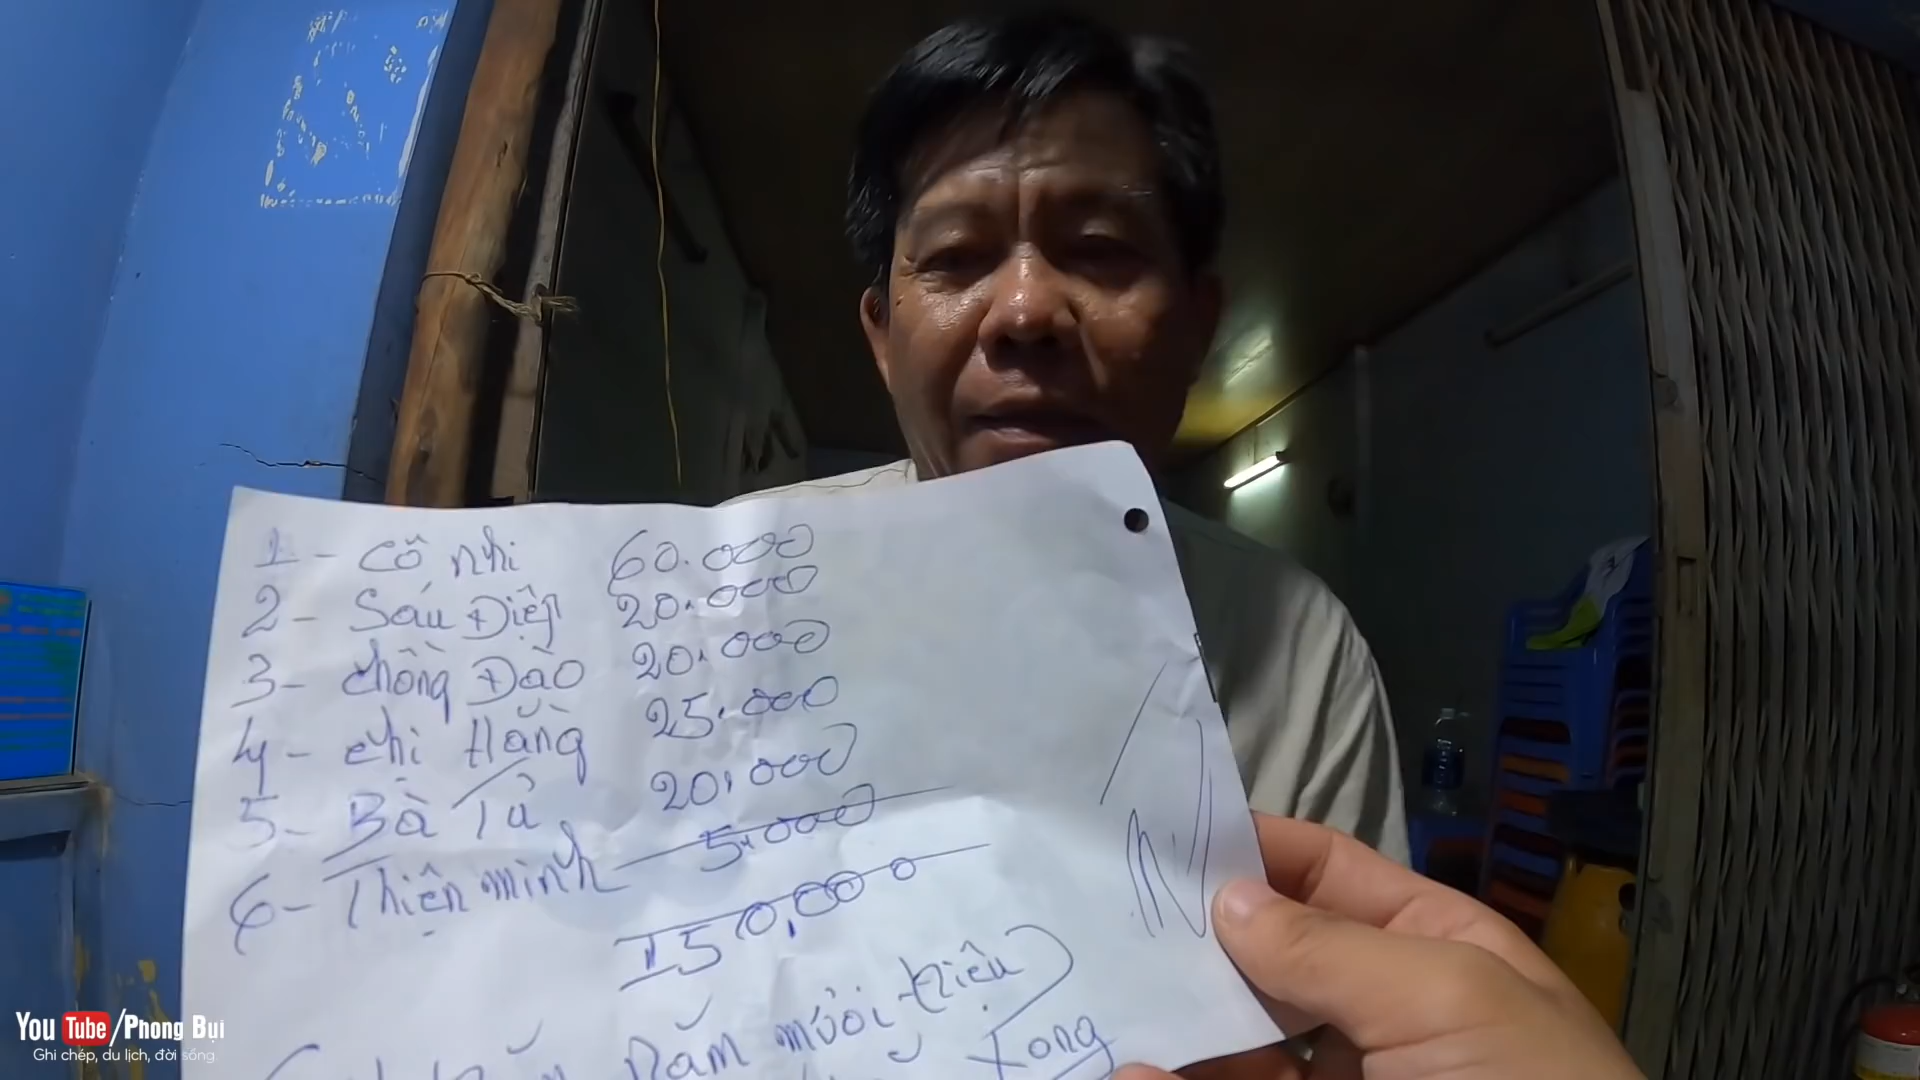 1 - Cô nhi 60.000
2 - Sáu Điệp 20.000
3 - chồng Đào 20.000
4 - chị Hằng 25.000
5 - Bà Tư 20.000
6 - Thiện minh 5.000
150.000
Năm mươi triệu)
Xong
YouTube/Phong Bụi
Ghi chép, du lịch, đời sống